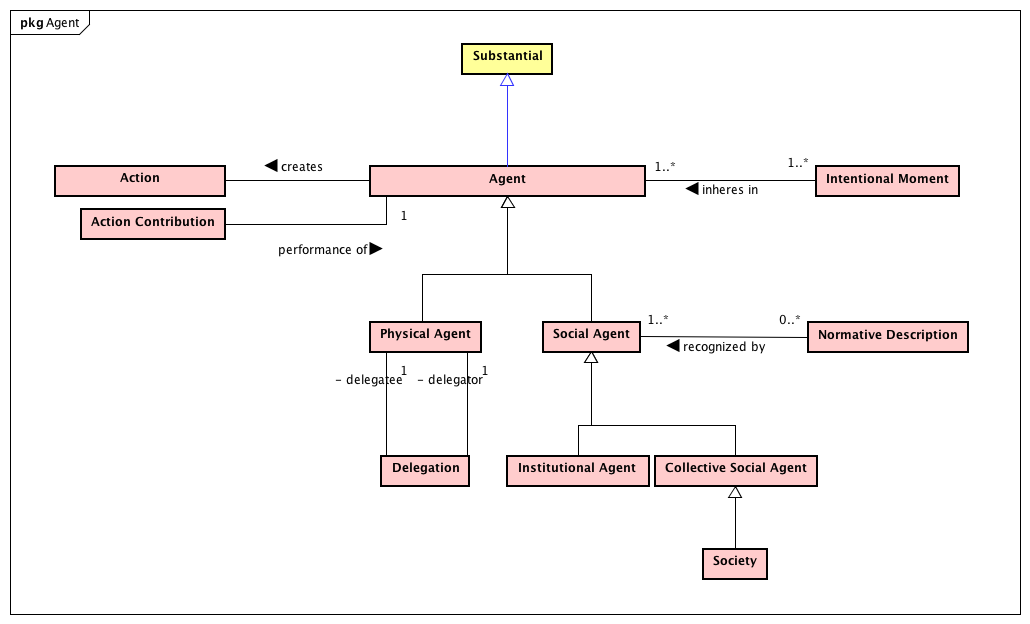 pkg Agent
Substantial
◀ creates
1..*
1..*
Action
Agent
Intentional Moment
◀ inheres in
Action Contribution
1
performance of ▶
1..*
0..*
Physical Agent
Social Agent
Normative Description
◀ recognized by
- delegatee
1
- delegator
1
Delegation
Institutional Agent
Collective Social Agent
Society